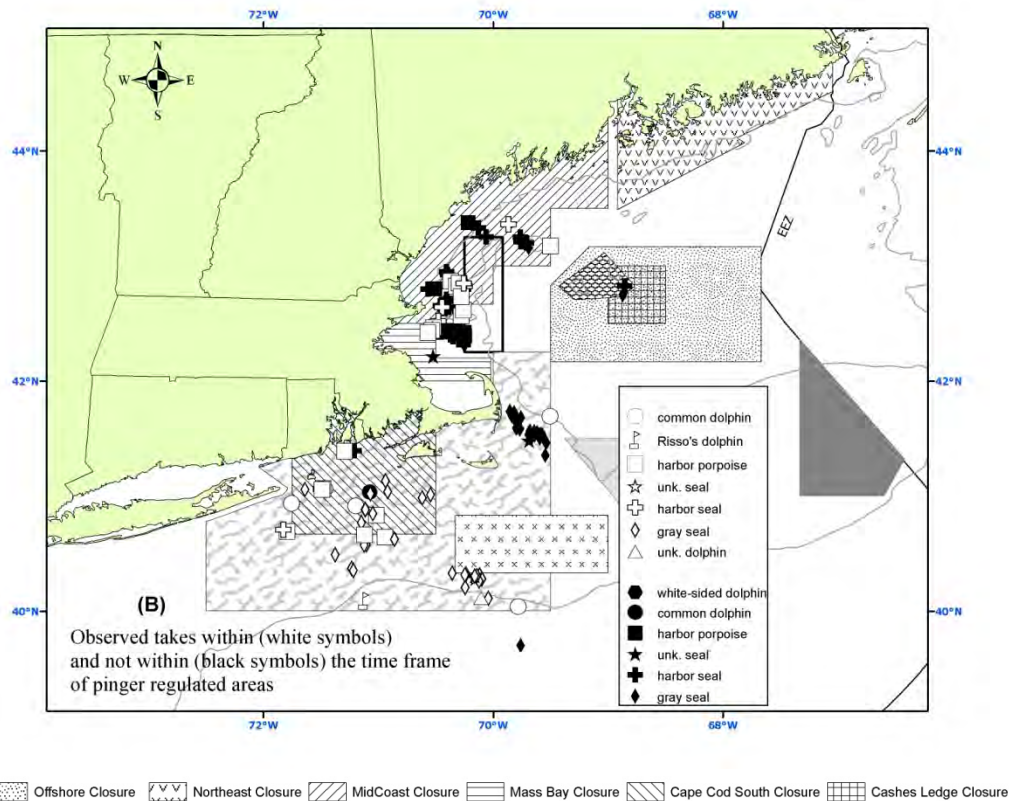 72°W 70°W 68°W
N
W E
S
44°N 44°N
EEZ
42°N 42°N
common dolphin
Risso's dolphin
harbor porpoise
unk. seal
harbor seal
gray seal
unk. dolphin
white-sided dolphin
common dolphin
harbor porpoise
unk. seal
harbor seal
gray seal
40°N 40°N
(B)
Observed takes within (white symbols)
and not within (black symbols) the time frame
of pinger regulated areas
72°W 70°W 68°W
Offshore Closure Northeast Closure MidCoast Closure Mass Bay Closure Cape Cod South Closure Cashes Ledge Closure